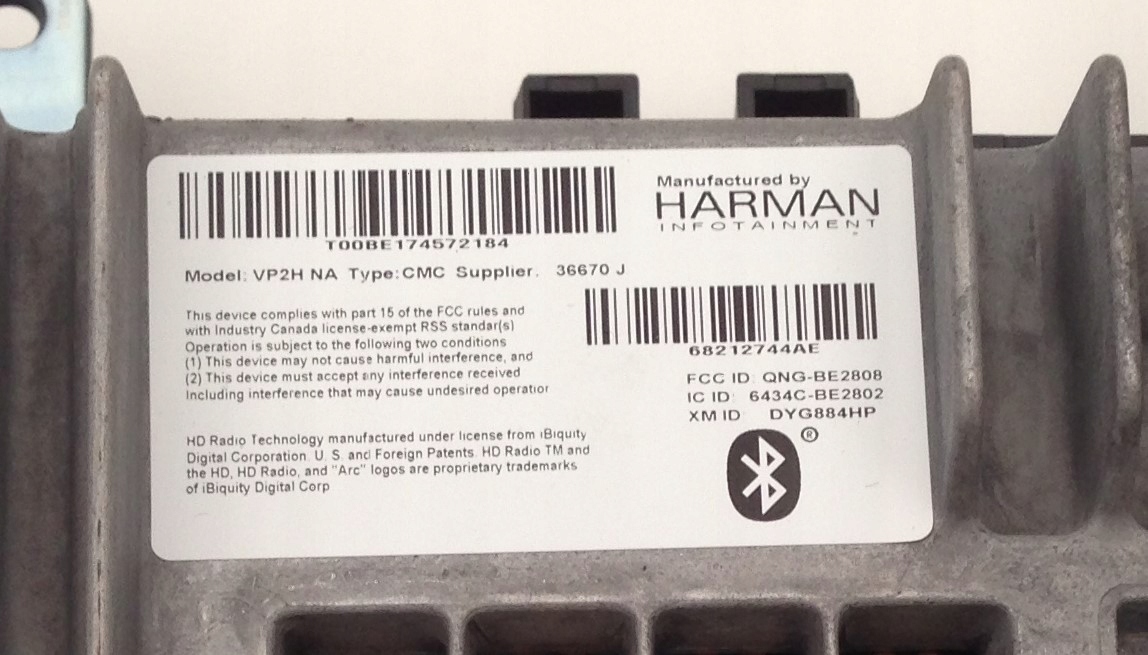 Manufactured by
HARMAN
INFOTAINMENT
T00BE174572184
Model: VP2H NA Type:CMC Supplier. 36670 J
68212744AE
This device complies with part 15 of the FCC rules and
with Industry Canada license-exempt RSS standar(s)
Operation is subject to the following two conditions
(1) This device may not cause harmful interference, and
(2) This device must accept any interference received
Including interference that may cause undesired operatior
FCC ID: QNG-BE2808
IC ID: 6434C-BE2802
XM ID DYG884HP
®
HD Radio Technology manufactured under license from iBiquity
Digital Corporation. U. S. and Foreign Patents. HD Radio TM and
the HD, HD Radio, and "Arc" logos are proprietary trademarks
of iBiquity Digital Corp